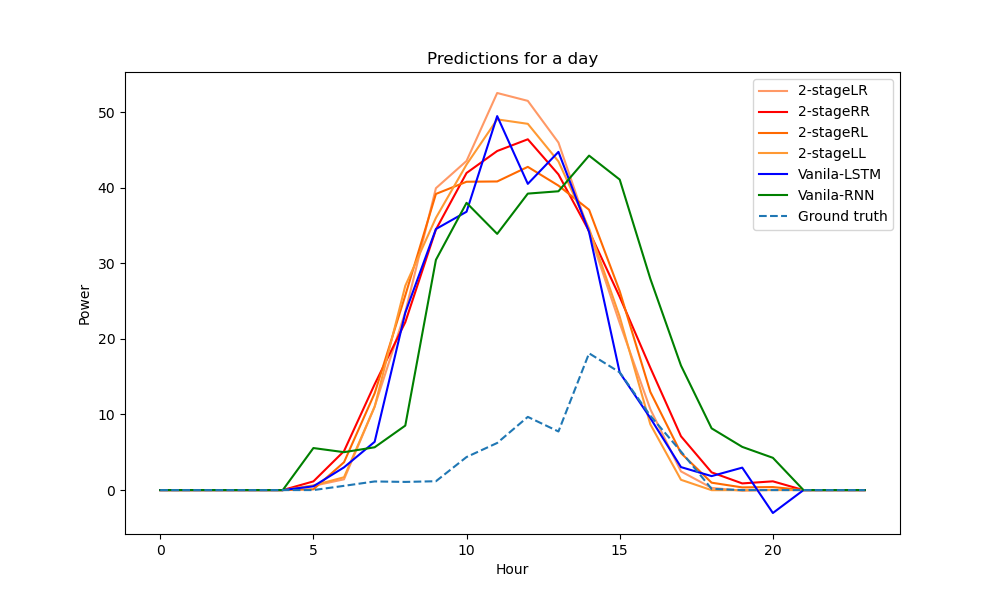 Predictions for a day
2-stageLR
2-stageRR
2-stageRL
2-stageLL
Vanila-LSTM
Vanila-RNN
Ground truth
Power
50
40
30
20
10
0
0 5 10 15 20
Hour